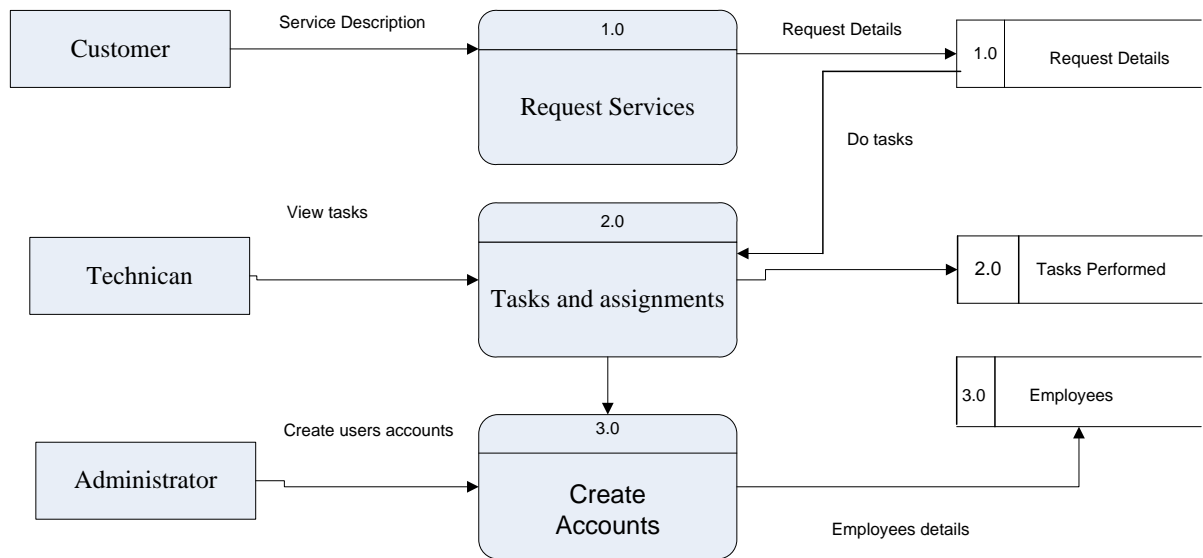 Service Description
Customer
1.0
Request Services
Request Details
1.0
Request Details
Do tasks
View tasks
Technican
2.0
Tasks and assignments
2.0
Tasks Performed
3.0
Employees
Create users accounts
Administrator
3.0
Create
Accounts
Employees details